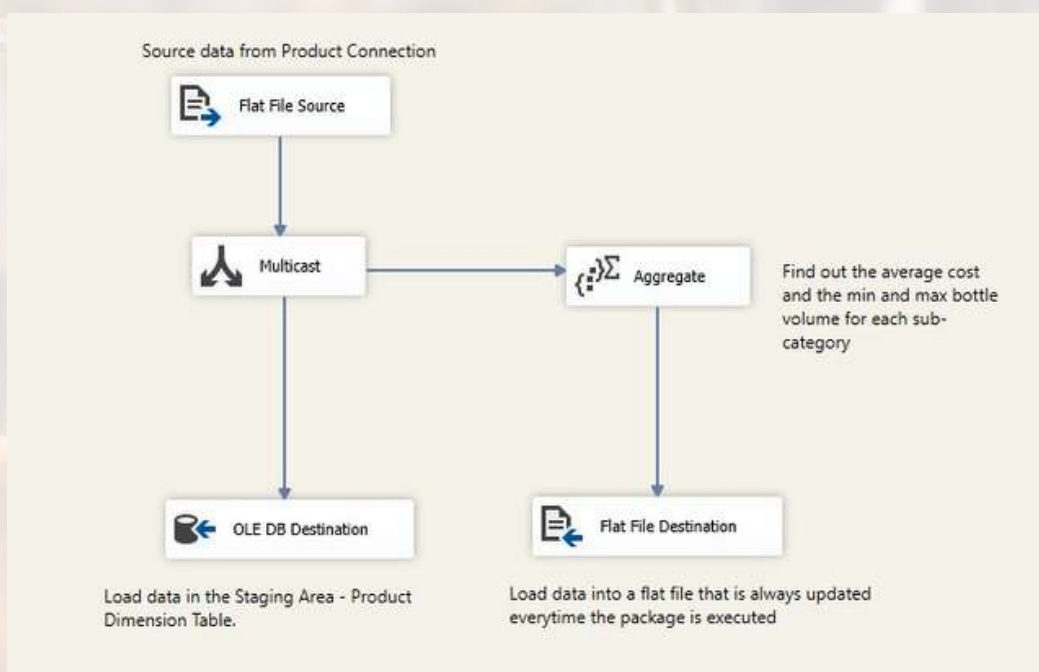 Source data from Product Connection
Flat File Source
Multicast
Aggregate
Find out the average cost
and the min and max bottle
volume for each sub-
category
OLE DB Destination
Flat File Destination
Load data in the Staging Area - Product
Dimension Table.
Load data into a flat file that is always updated
everytime the package is executed